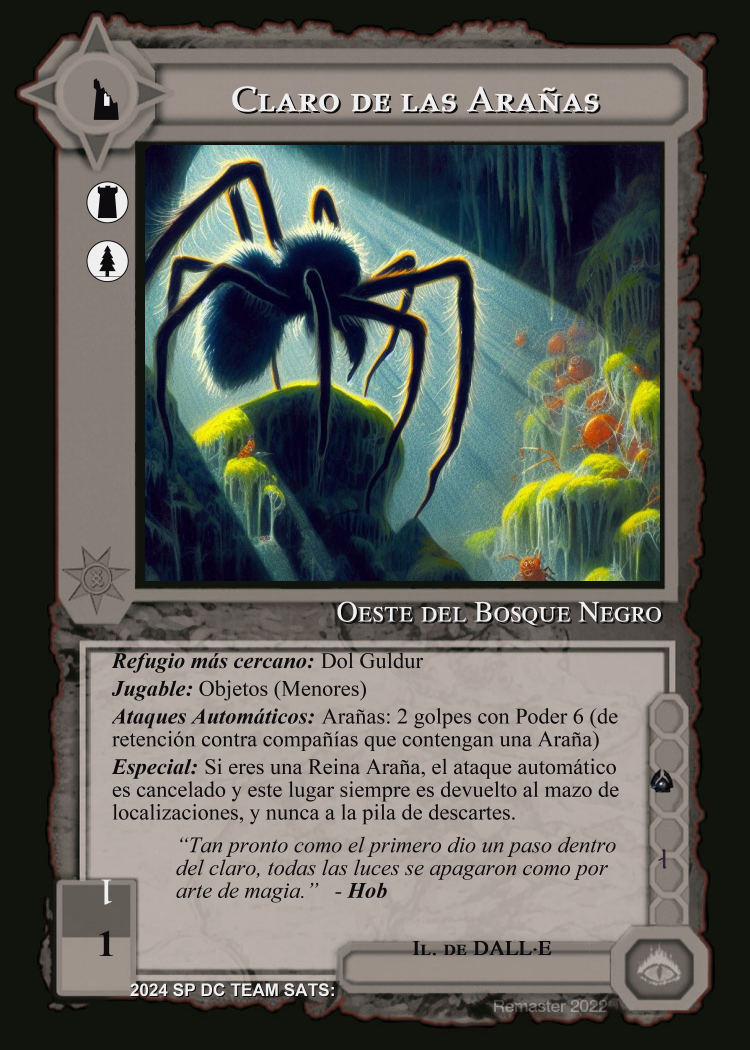 Claro de las Arañas
Oeste del Bosque Negro
Refugio más cercano: Dol Guldur
Jugable: Objetos (Menores)
Ataques Automáticos: Arañas: 2 golpes con Poder 6 (de
retención contra compañías que contengan una Araña)
Especial: Si eres una Reina Araña, el ataque automático
es cancelado y este lugar siempre es devuelto al mazo de
localizaciones, y nunca a la pila de descartes.
“Tan pronto como el primero dio un paso dentro
del claro, todas las luces se apagaron como por
arte de magia.” - Hob
1
1
Il. de DALL·E
2024 SP DC TEAM SATS:
Remaster 2022